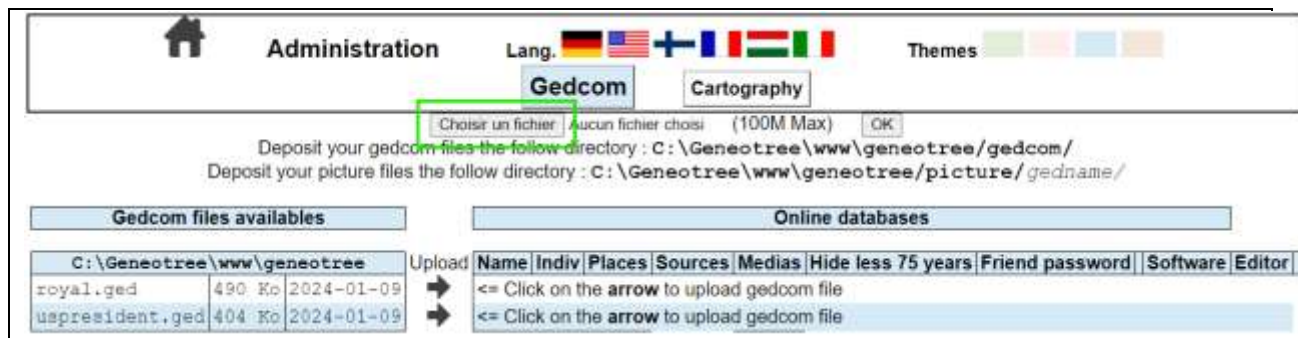 Administration Lang. Themes
Gedcom Cartography
Choisir un fichier Aucun fichier choisi (100M Max) OK
Deposit your gedcom files the follow directory : C:\Geneotree\www\geneotree/gedcom/
Deposit your picture files the follow directory : C:\Geneotree\www\geneotree/picture/gedname/
Gedcom files availables Online databases
C:\Geneotree\www\geneotree Upload Name Indiv Places Sources Medias Hide less 75 years Friend password Software Editor
royal.ged 490 Ko 2024-01-09 <= Click on the arrow to upload gedcom file
uspresident.ged 404 Ko 2024-01-09 <= Click on the arrow to upload gedcom file